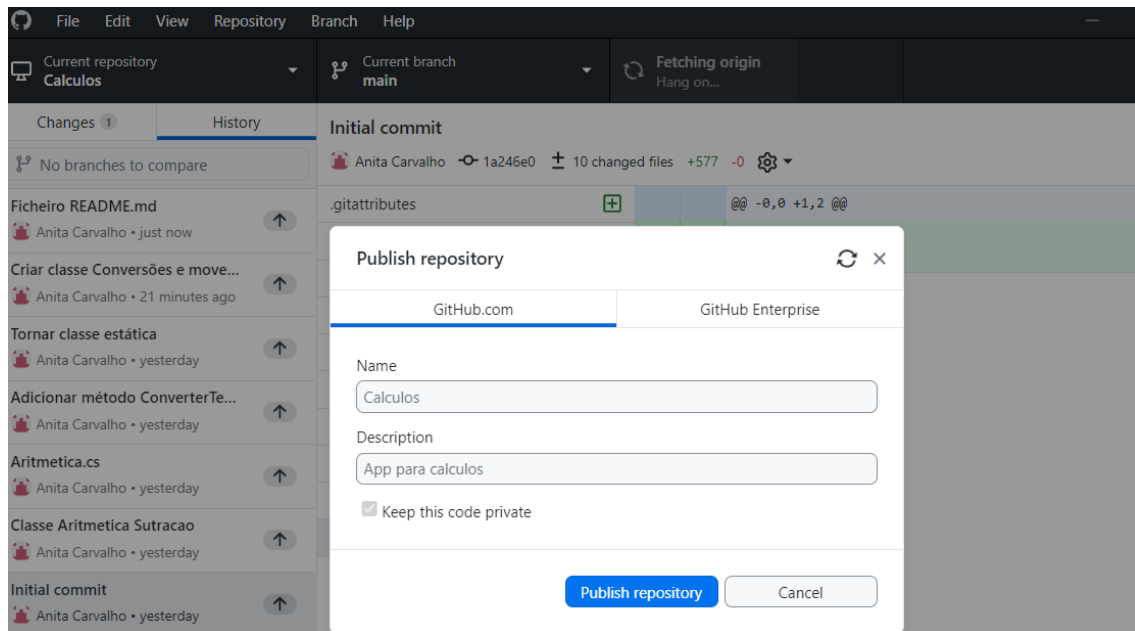 File Edit View Repository Branch Help
Current repository
Calculos
Current branch
main
Fetching origin
Hang on...
Changes 1 History
No branches to compare
Ficheiro README.md
Anita Carvalho • just now
Criar classe Conversões e move...
Anita Carvalho • 21 minutes ago
Tornar classe estática
Anita Carvalho • yesterday
Adicionar método ConverterTe...
Anita Carvalho • yesterday
Aritmetica.cs
Anita Carvalho • yesterday
Classe Aritmetica Sutracao
Anita Carvalho • yesterday
Initial commit
Anita Carvalho • yesterday
Initial commit
Anita Carvalho 1a246e0 10 changed files +577 -0
.gitattributes @@ -0,0 +1,2 @@
Publish repository
GitHub.com GitHub Enterprise
Name
Calculos
Description
App para calculos
Keep this code private
Publish repository Cancel